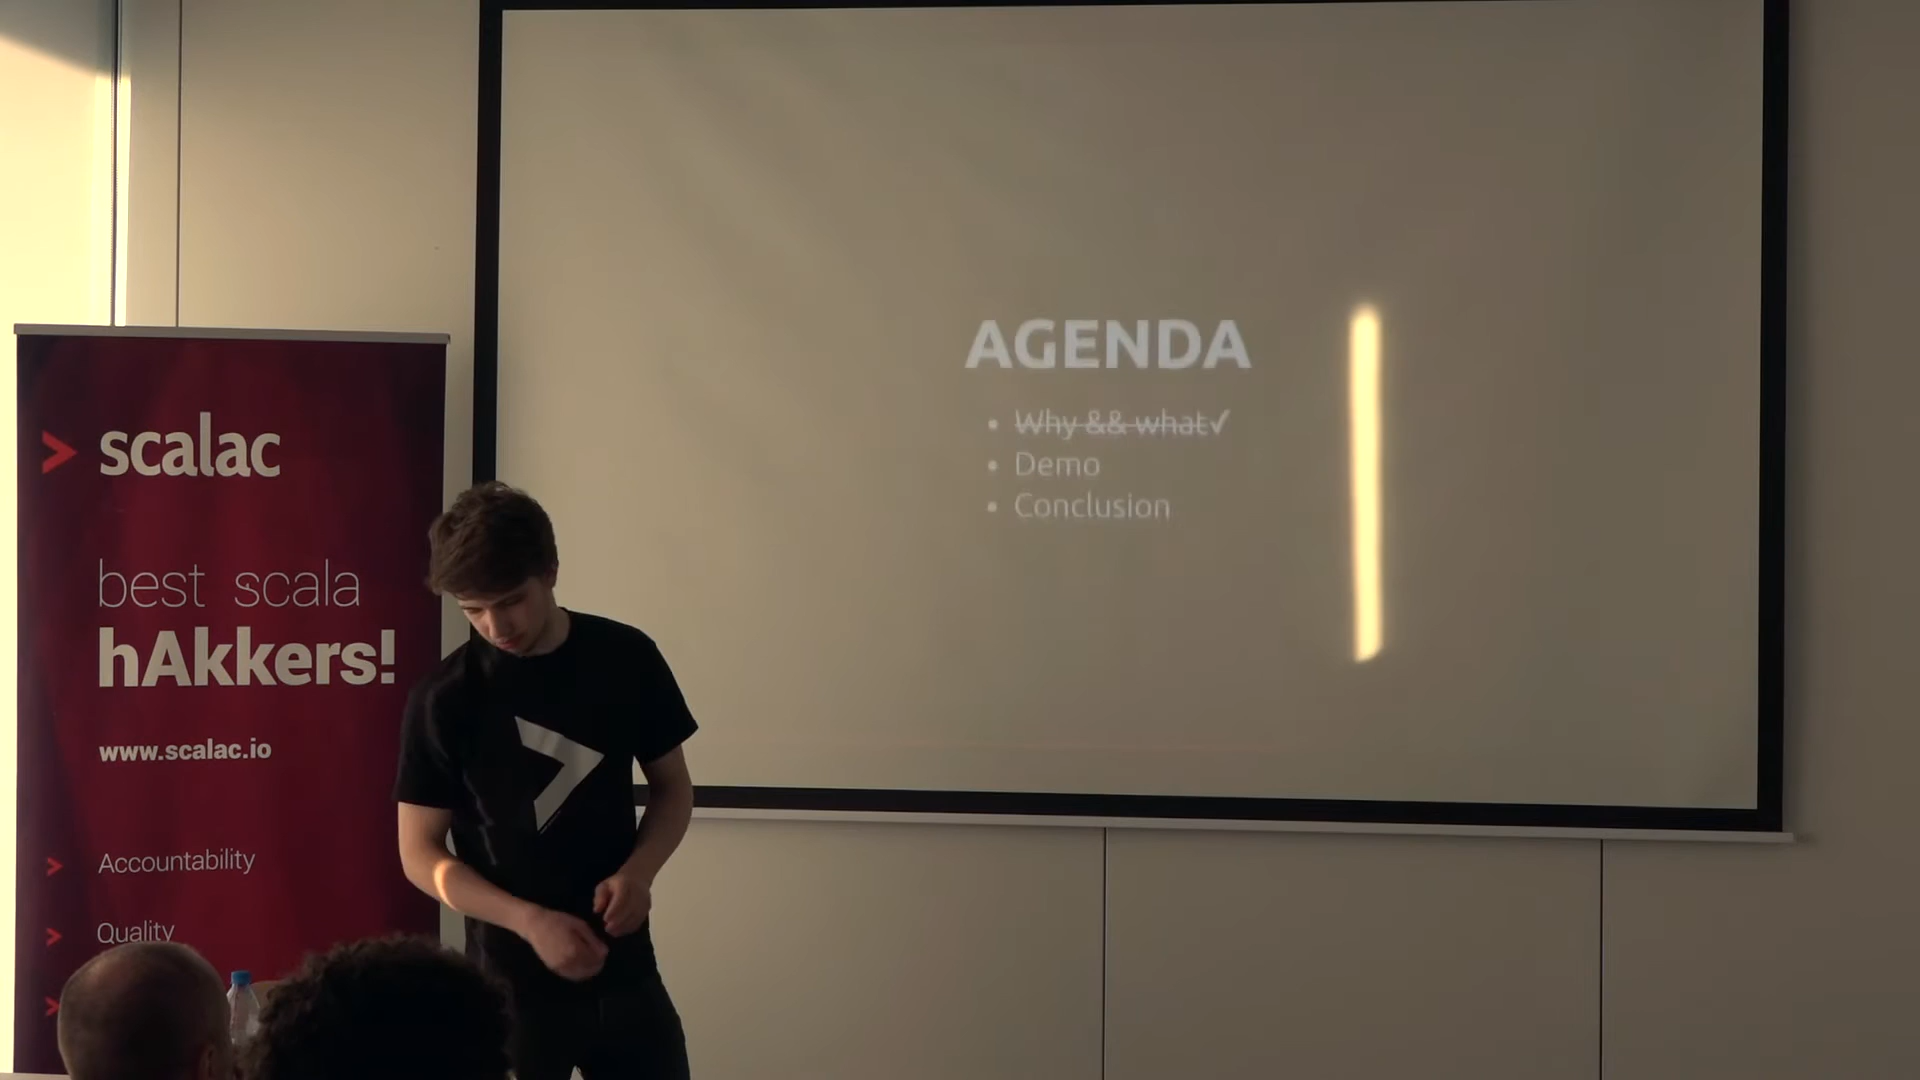 scalac
best scala
hAkkers!
www.scalac.io
Accountability
Quality
AGENDA
Why && what✓
Demo
Conclusion